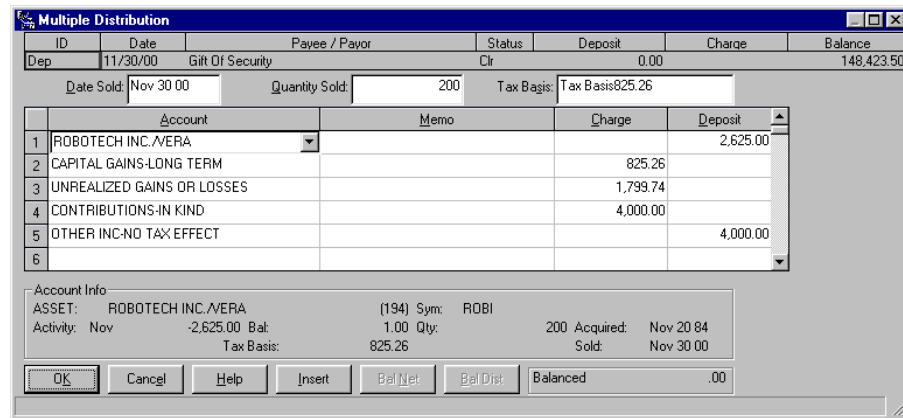 Multiple Distribution
ID Date Payee / Payor Status Deposit Charge Balance
Dep 11/30/00 Gift Of Security Clr 0.00 148,423.50
Date Sold: Nov 30 00 Quantity Sold: 200 Tax Basis: Tax Basis825.26
Account Memo Charge Deposit
1 ROBOTECH INC./VERA 2,625.00
2 CAPITAL GAINS-LONG TERM 825.26
3 UNREALIZED GAINS OR LOSSES 1,799.74
4 CONTRIBUTIONS-IN KIND 4,000.00
5 OTHER INC-NO TAX EFFECT 4,000.00
6
Account Info
ASSET: ROBOTECH INC./VERA (194) Sym: ROBI
Activity: Nov -2,625.00 Bal: 1.00 Qty: 200 Acquired: Nov 20 84
Tax Basis: 825.26 Sold: Nov 30 00
OK Cancel Help Insert Bal Net Bal Dist Balanced .00